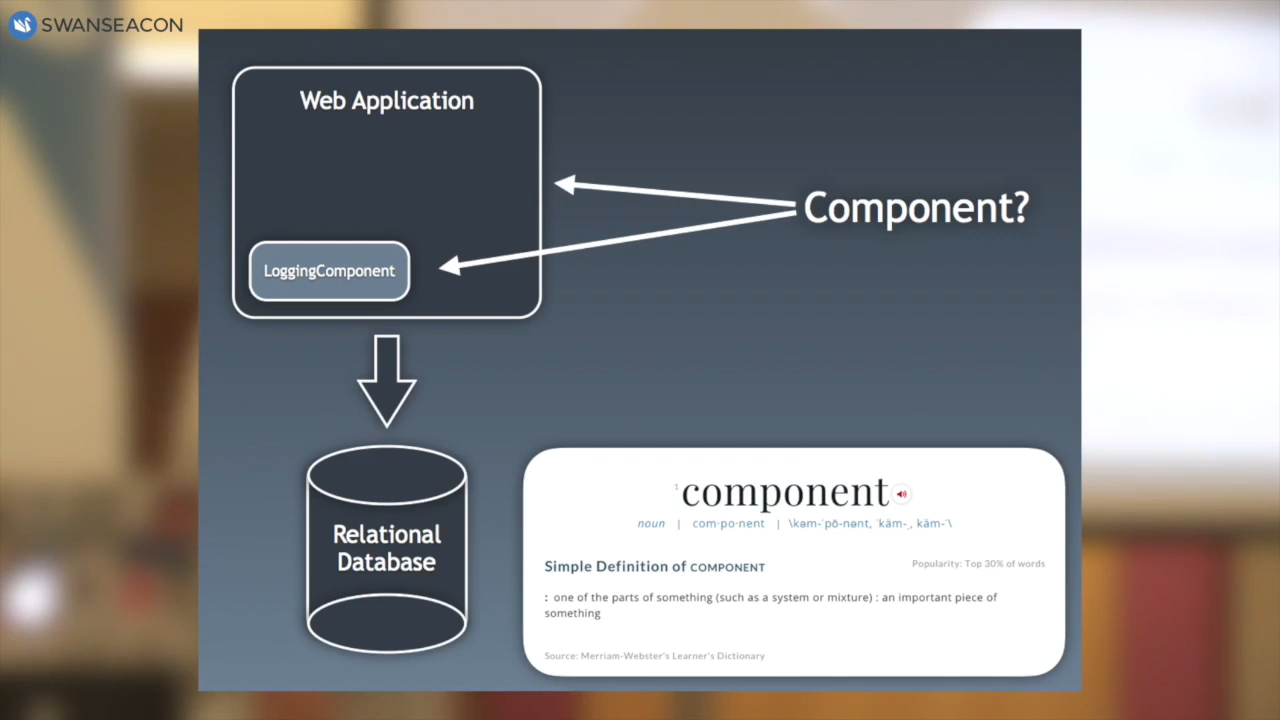 SWANSEACON
Web Application
Component?
LoggingComponent
Relational
Database
1 component
noun | com·po·nent | \kəm-ˈpō-nənt, ˈkäm-ˌ, käm-ˈ\
Simple Definition of COMPONENT
Popularity: Top 30% of words
: one of the parts of something (such as a system or mixture) : an important piece of
something
Source: Merriam-Webster's Learner's Dictionary